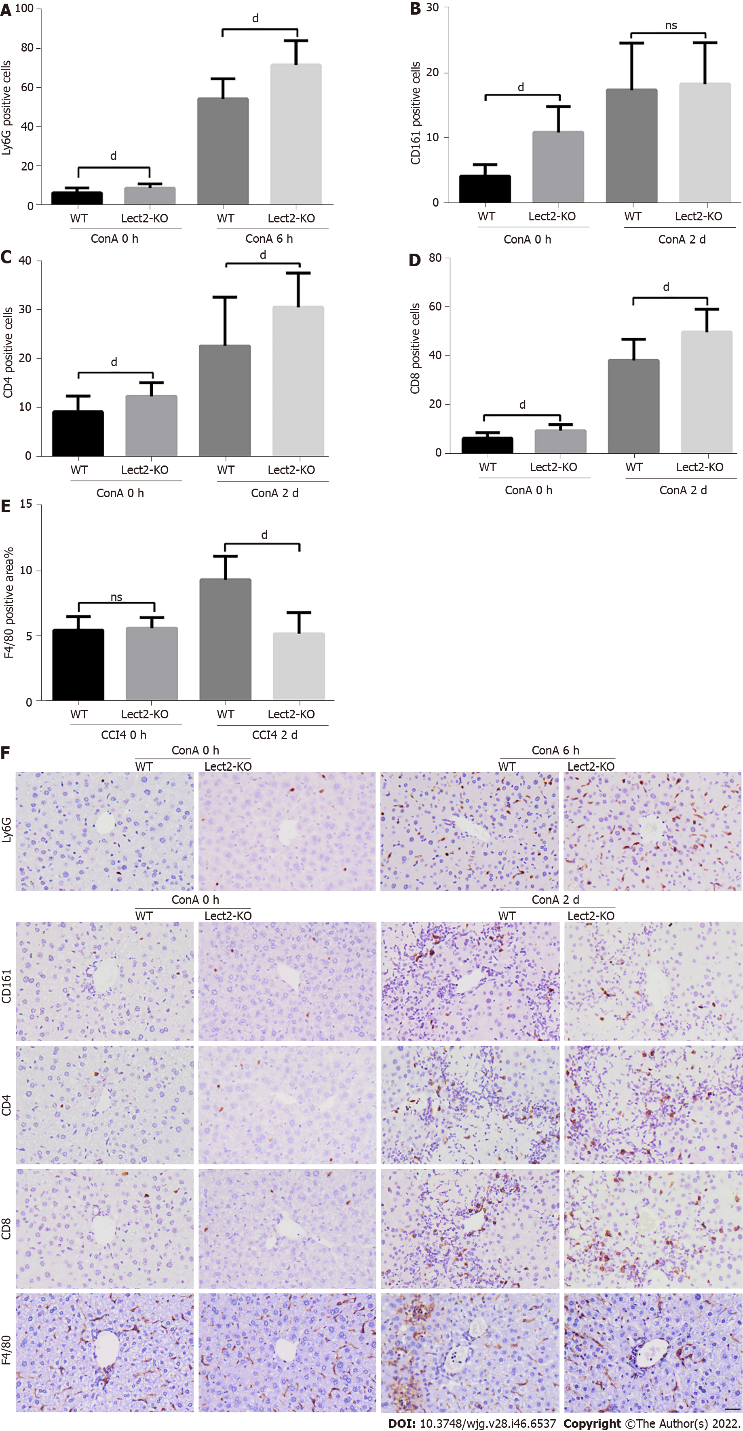 A
Ly6G positive cells
100
80
60
40
20
0
d
d
WT
Lect2-KO
WT
Lect2-KO
ConA 0 h
ConA 6 h
B
CD161 positive cells
30
20
10
0
d
ns
WT
Lect2-KO
WT
Lect2-KO
ConA 0 h
ConA 2 d
C
CD4 positive cells
40
30
20
10
0
d
d
WT
Lect2-KO
WT
Lect2-KO
ConA 0 h
ConA 2 d
D
CD8 positive cells
80
60
40
20
0
d
d
WT
Lect2-KO
WT
Lect2-KO
ConA 0 h
ConA 2 d
E
F4/80 positive area%
15
10
5
0
ns
d
WT
Lect2-KO
WT
Lect2-KO
CCI4 0 h
CCI4 2 d
F
ConA 0 h
ConA 6 h
WT
Lect2-KO
WT
Lect2-KO
Ly6G
ConA 0 h
ConA 2 d
WT
Lect2-KO
WT
Lect2-KO
CD161
CD4
CD8
F4/80
DOI: 10.3748/wjg.v28.i46.6537 Copyright ©The Author(s) 2022.